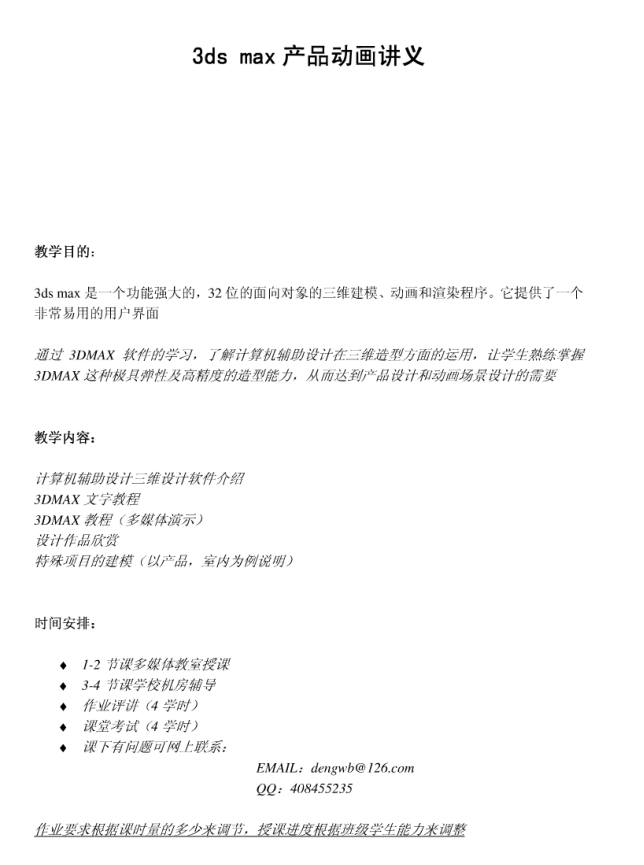 3ds max 产品动画讲义
教学目的:
3ds max 是一个功能强大的，32 位的面向对象的三维建模、动画和渲染程序。它提供了一个
非常易用的用户界面
通过 3DMAX 软件的学习，了解计算机辅助设计在三维造型方面的运用，让学生熟练掌握
3DMAX 这种极具弹性及高精度的造型能力，从而达到产品设计和动画场景设计的需要
教学内容：
计算机辅助设计三维设计软件介绍
3DMAX 文字教程
3DMAX 教程（多媒体演示）
设计作品欣赏
特殊项目的建模（以产品，室内为例说明）
时间安排：
♦ 1-2 节课多媒体教室授课
♦ 3-4 节课学校机房辅导
♦ 作业评讲（4 学时）
♦ 课堂考试（4 学时）
♦ 课下有问题可网上联系：
EMAIL：dengwb@126.com
QQ：408455235
作业要求根据课时量的多少来调节，授课进度根据班级学生能力来调整